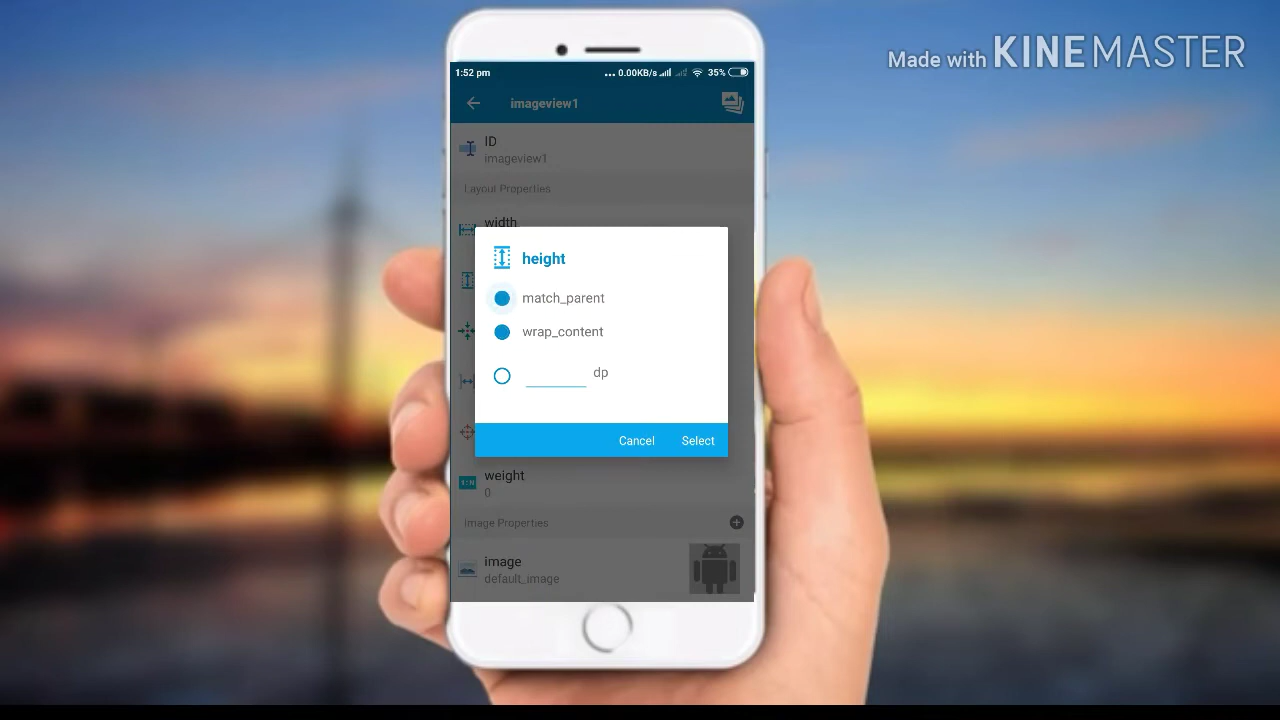 Made with KINEMASTER
1:52 pm ... 0.00KB/s 35%
imageview1
ID
imageview1
Layout Properties
width
height
match_parent
wrap_content
dp
Cancel Select
weight
0
Image Properties
image
default_image